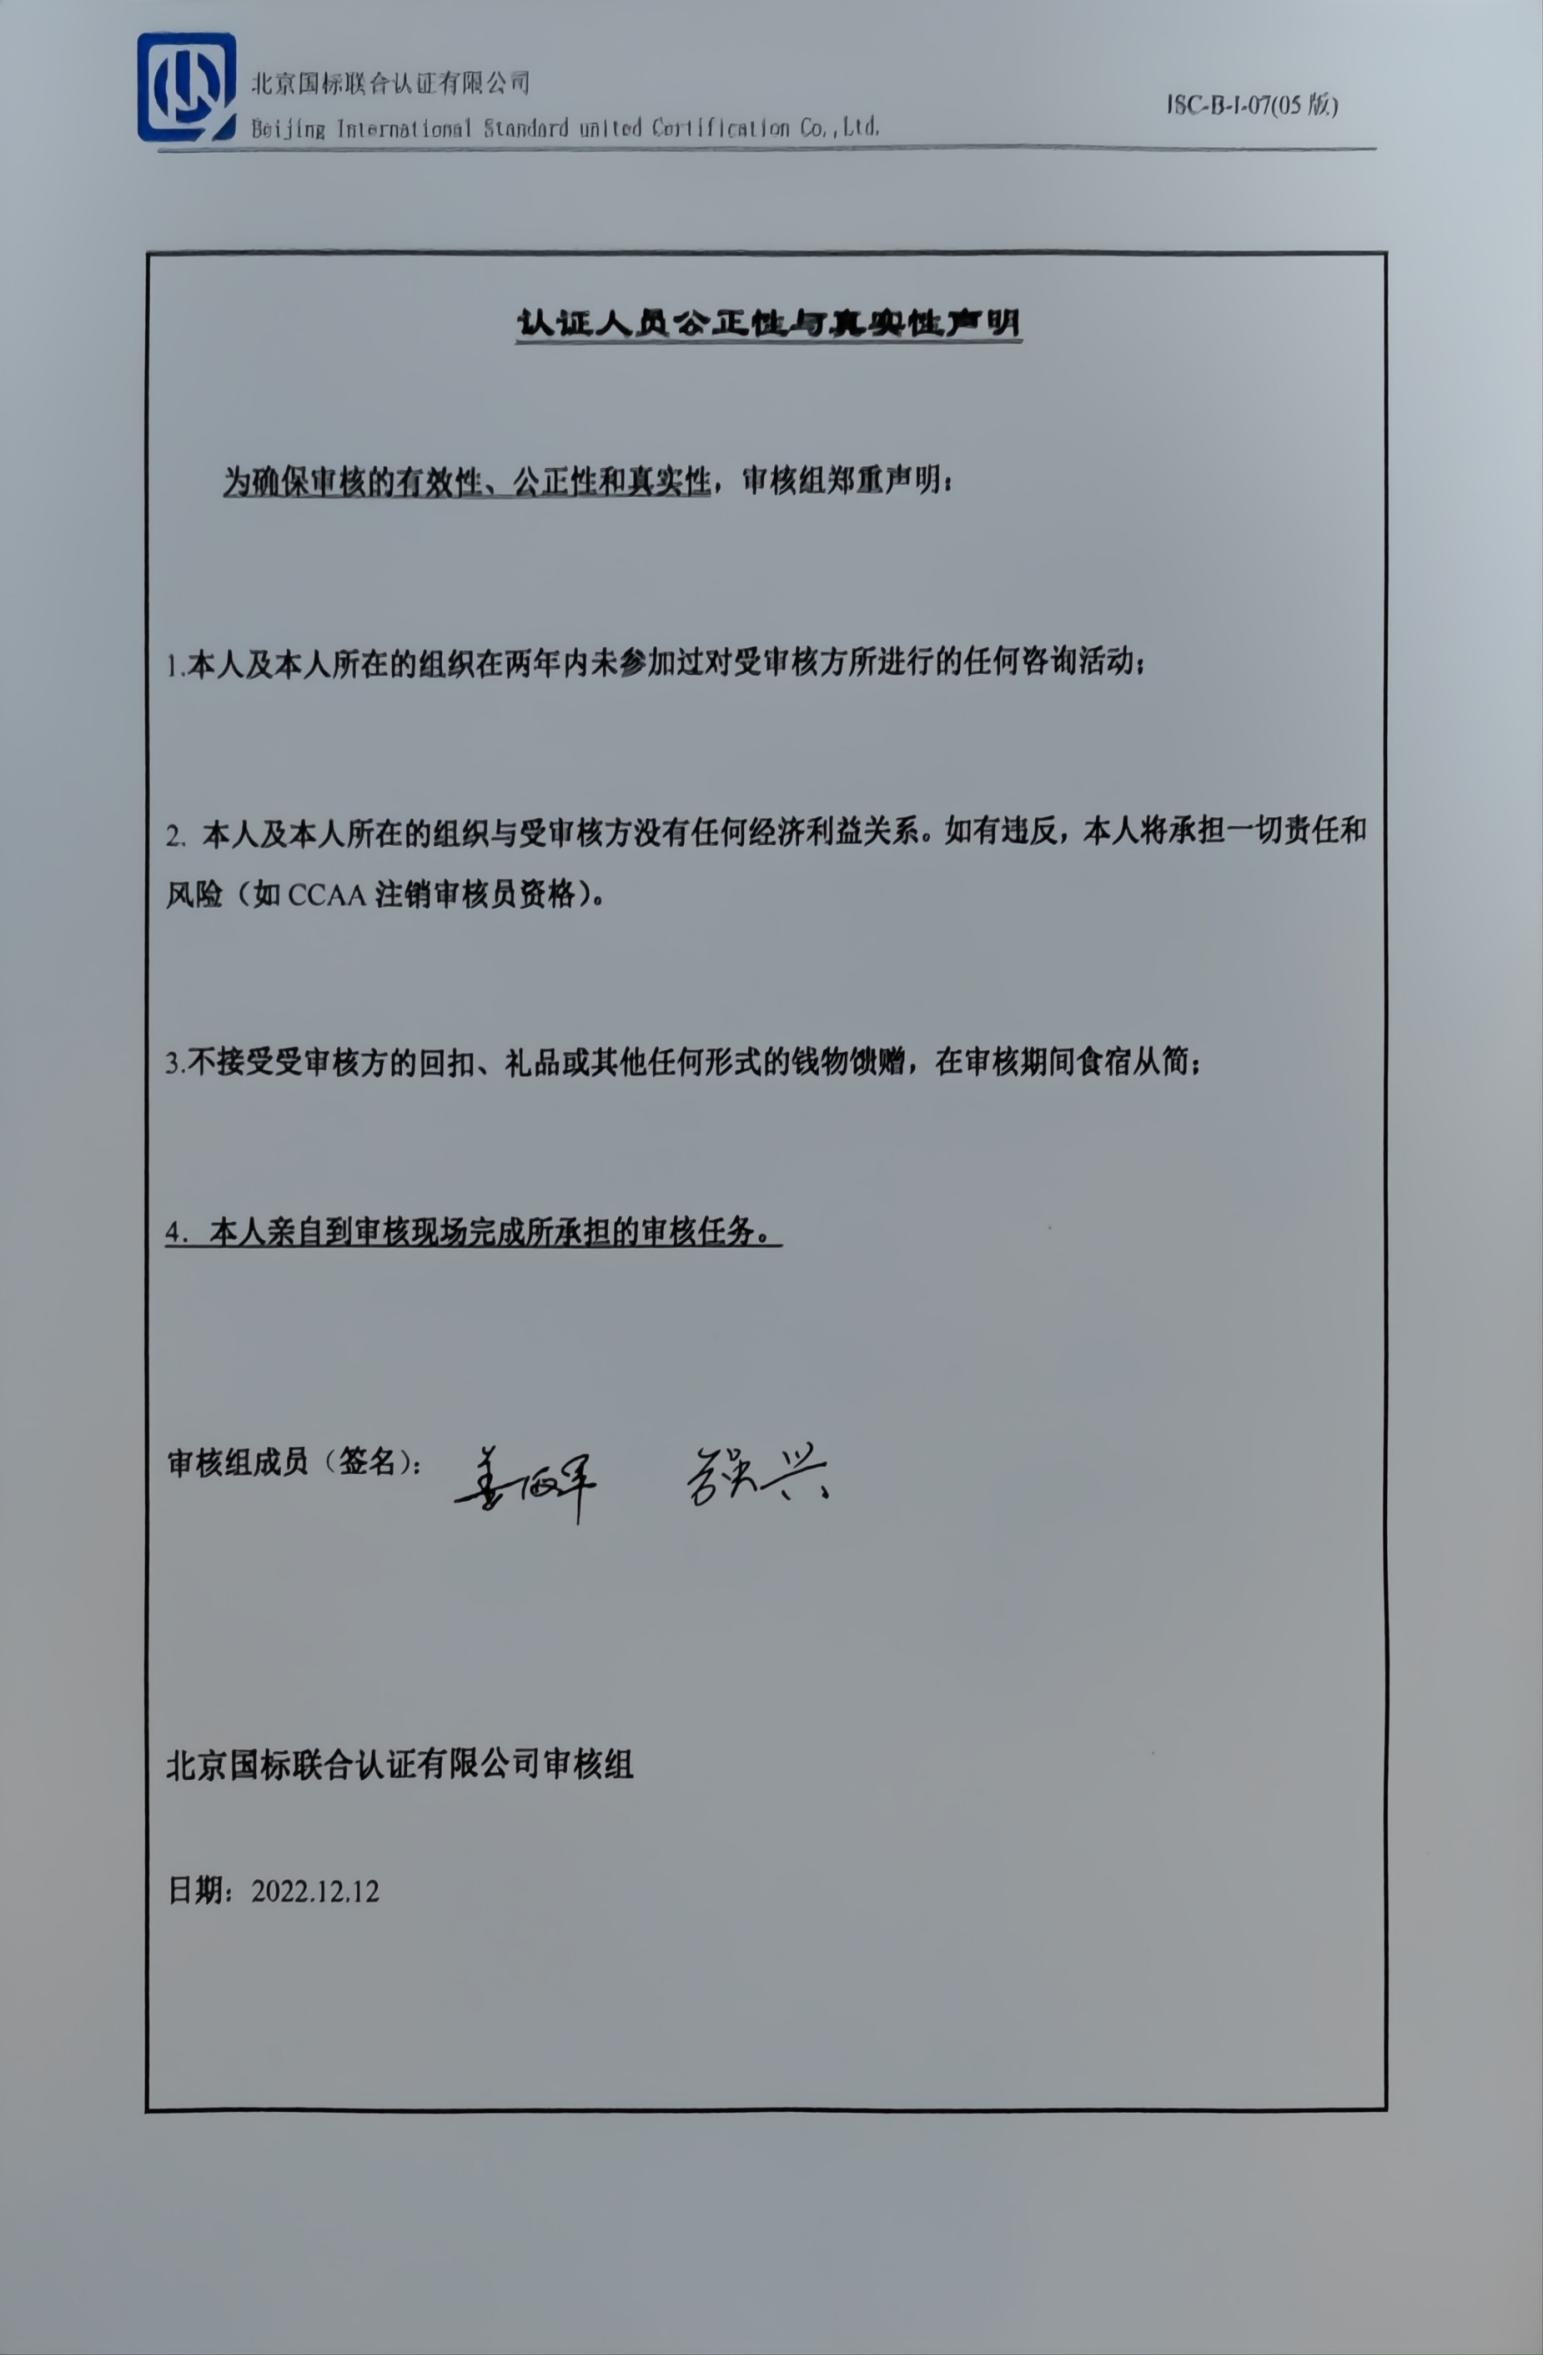 北京国标联合认证有限公司
ISC-B-I-07(05 版)
Beijing International Standard united Certification Co.,Ltd.
认证人员公正性与真实性声明
为确保审核的有效性、公正性和真实性，审核组郑重声明：
1.本人及本人所在的组织在两年内未参加过对受审核方所进行的任何咨询活动；
2. 本人及本人所在的组织与受审核方没有任何经济利益关系。如有违反，本人将承担一切责任和
风险（如 CCAA 注销审核员资格）。
3.不接受受审核方的回扣、礼品或其他任何形式的钱物馈赠，在审核期间食宿从简；
4. 本人亲自到审核现场完成所承担的审核任务。
审核组成员（签名）：
北京国标联合认证有限公司审核组
日期：2022.12.12